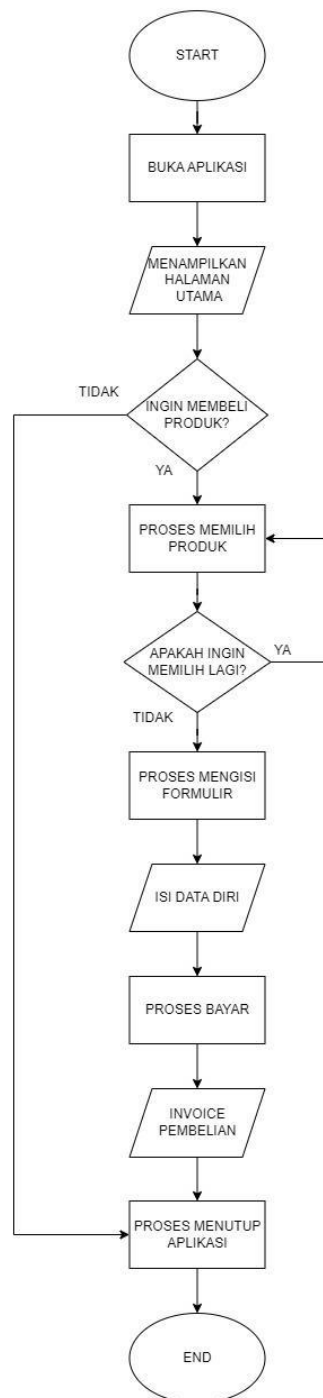 START
BUKA APLIKASI
MENAMPILKAN
HALAMAN
UTAMA
TIDAK
INGIN MEMBELI
PRODUK?
YA
PROSES MEMILIH
PRODUK
APAKAH INGIN
MEMILIH LAGI?
YA
TIDAK
PROSES MENGISI
FORMULIR
ISI DATA DIRI
PROSES BAYAR
INVOICE
PEMBELIAN
PROSES MENUTUP
APLIKASI
END